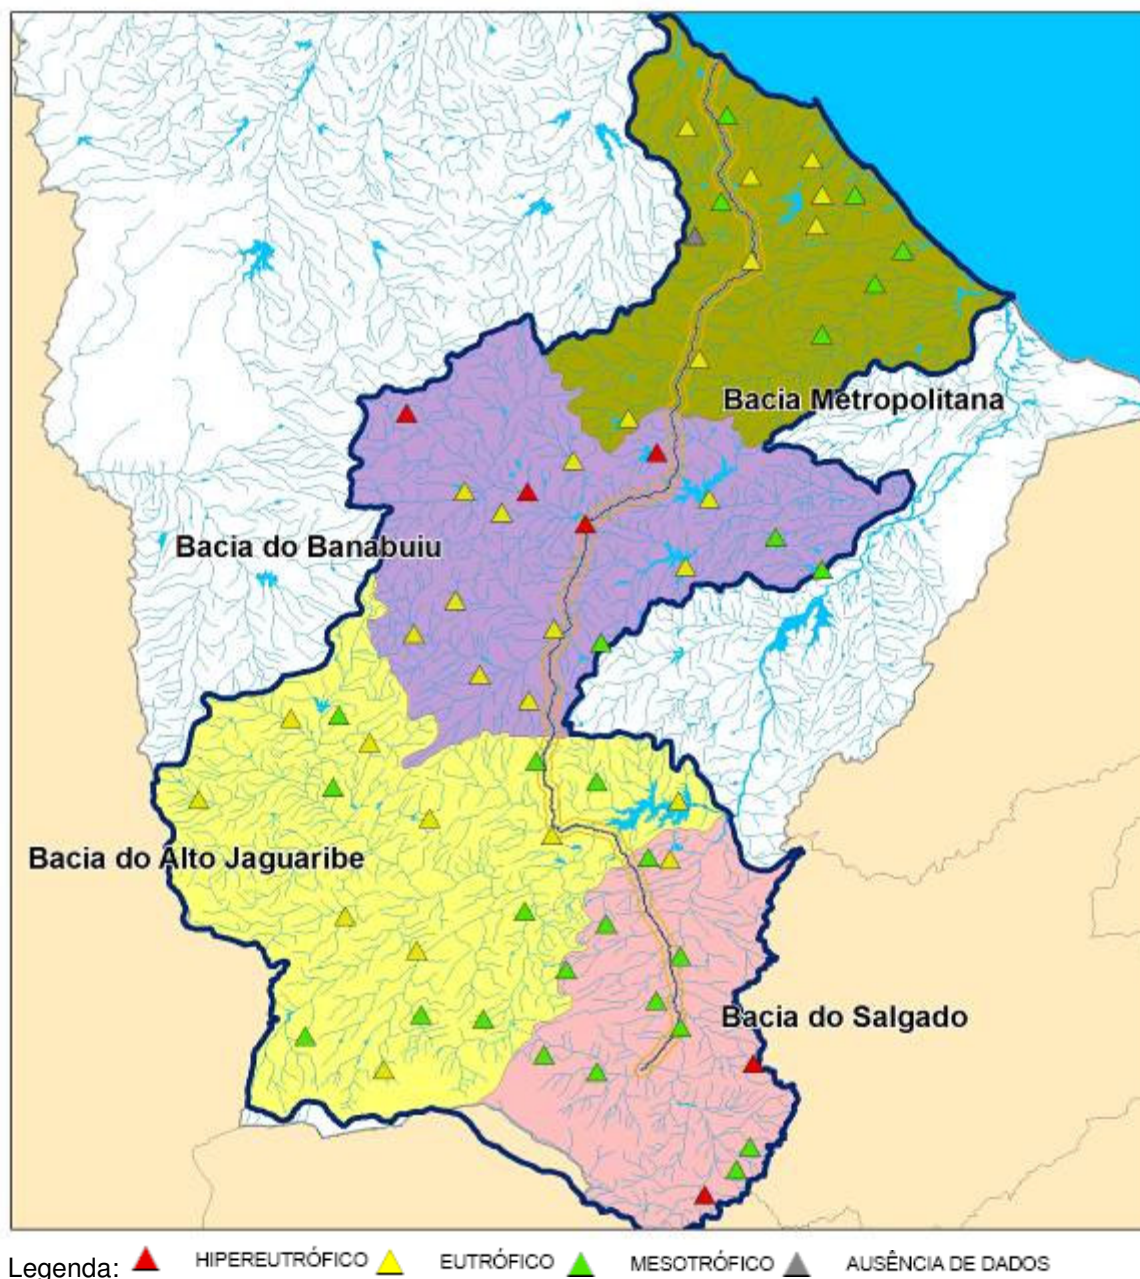 Bacia Metropolitana
Bacia do Banabuiu
Bacia do Alto Jaguaribe
Bacia do Salgado
Legenda: HIPEREUTRÓFICO EUTRÓFICO MESOTRÓFICO AUSÊNCIA DE DADOS